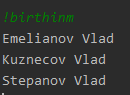 !birthinm
Emelianov Vlad
Kuznecov Vlad
Stepanov Vlad